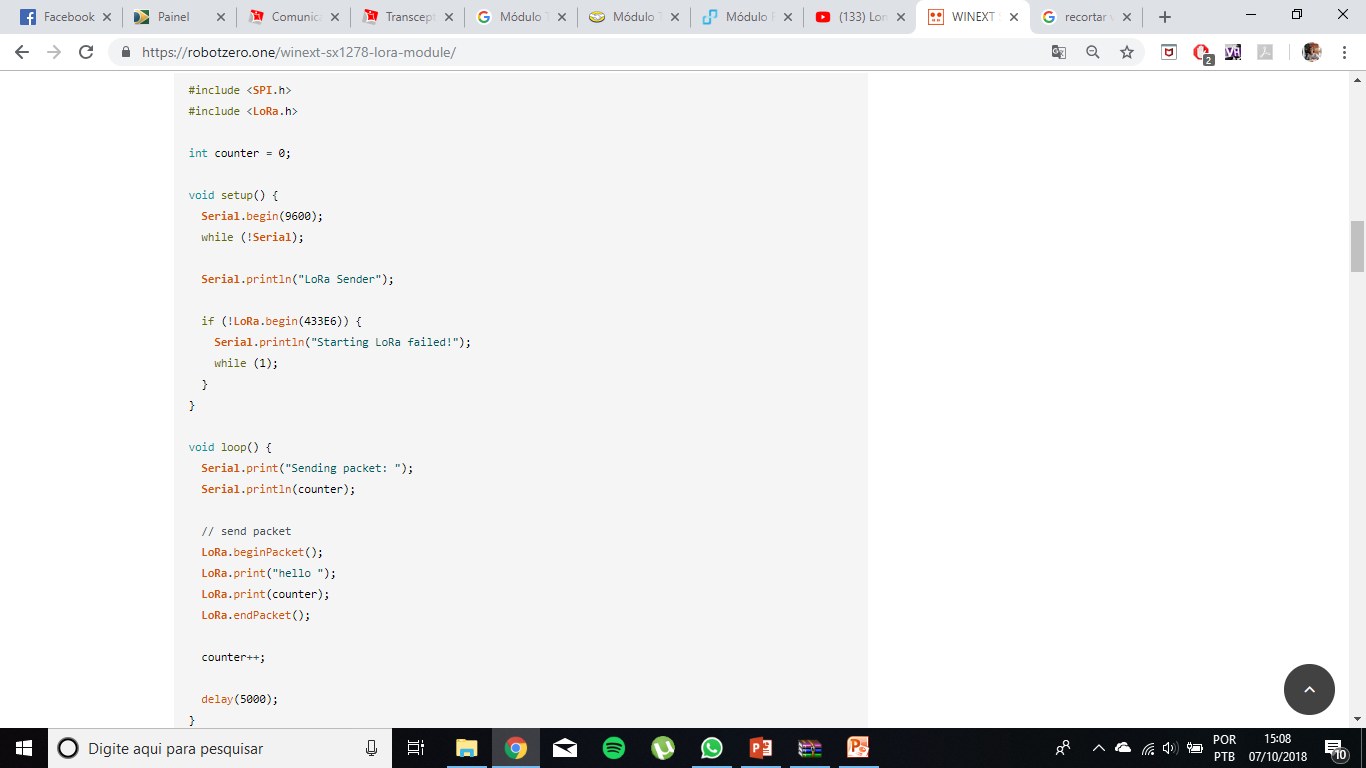 Facebook
Painel
Comunica
Transcept
Módulo T
Módulo T
Módulo F
(133) Lon
WINEXT S
recortar v
https://robotzero.one/winext-sx1278-lora-module/
2
#include <SPI.h>
#include <LoRa.h>
int counter = 0;
void setup() {
Serial.begin(9600);
while (!Serial);
Serial.println("LoRa Sender");
if (!LoRa.begin(433E6)) {
Serial.println("Starting LoRa failed!");
while (1);
}
}
void loop() {
Serial.print("Sending packet: ");
Serial.println(counter);
// send packet
LoRa.beginPacket();
LoRa.print("hello ");
LoRa.print(counter);
LoRa.endPacket();
counter++;
delay(5000);
}
Digite aqui para pesquisar
POR
PTB
15:08
07/10/2018
10